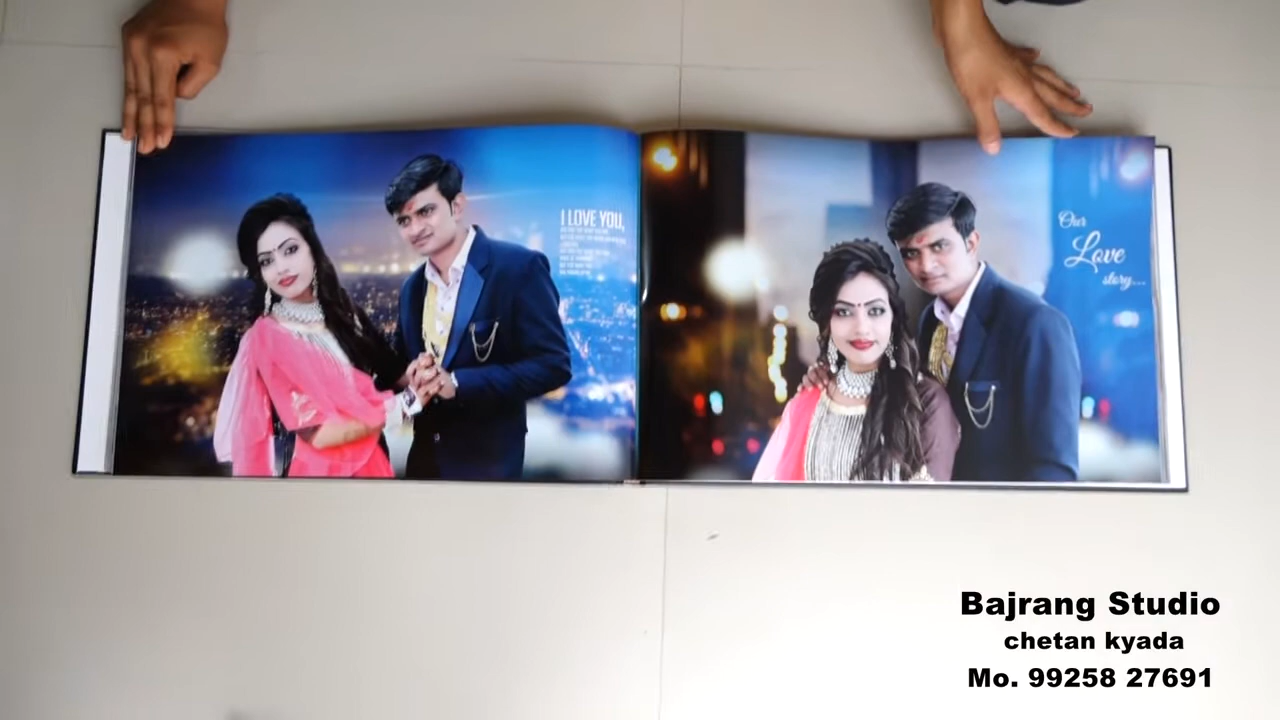 I LOVE YOU,
Our
Love
story...
Bajrang Studio
chetan kyada
Mo. 99258 27691